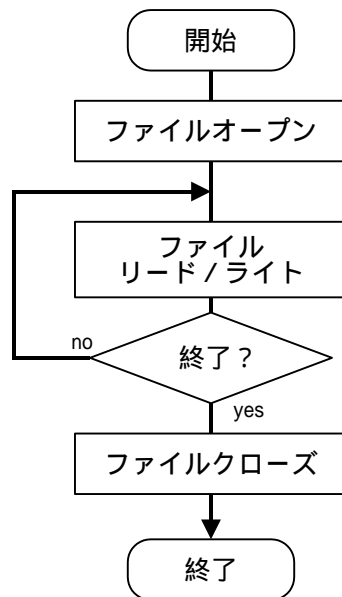 開始
ファイルオープン
ファイル
リード / ライト
no
終了？
yes
ファイルクローズ
終了